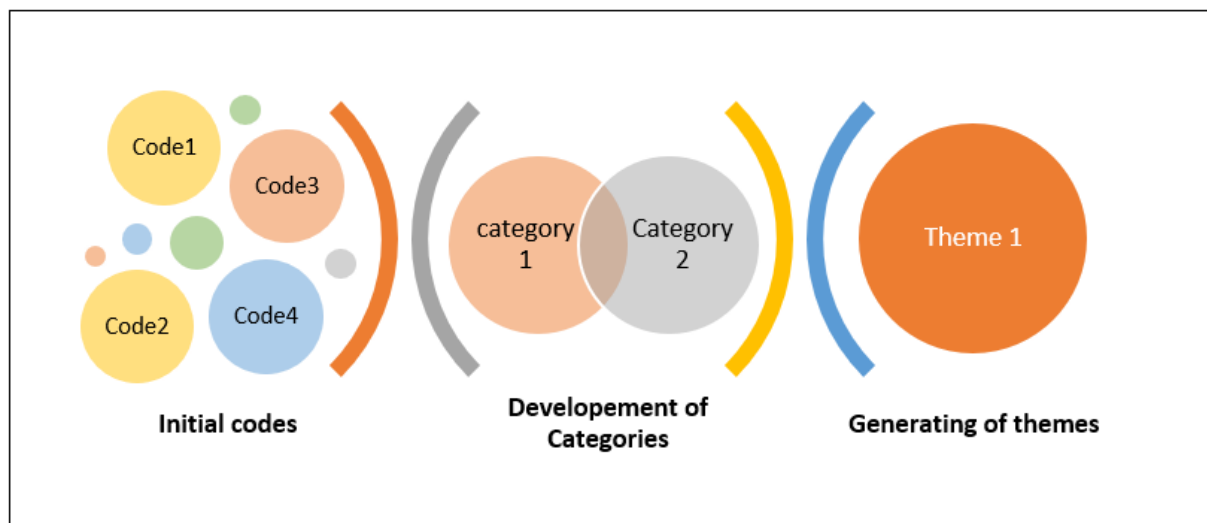 Code1
Code3
Code2
Code4
Initial codes
category
1
Category
2
Developement of
Categories
Theme 1
Generating of themes